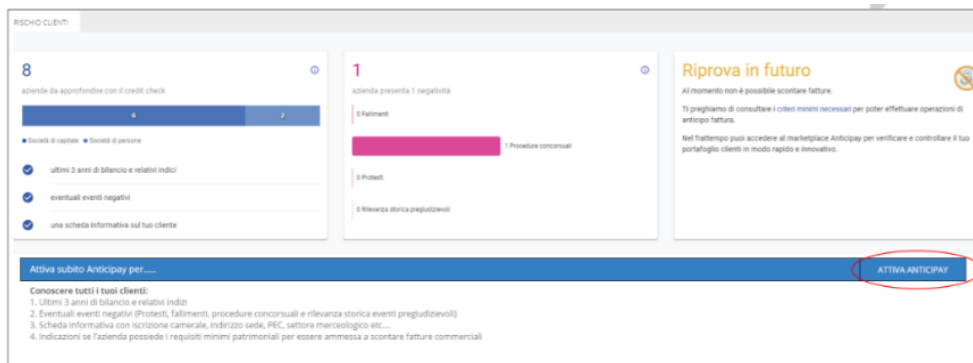 RISCHIO CLIENTI
8
aziende da approfondire con il credit check
6
2
Società di capitale
Società di persone
ultimi 3 anni di bilancio e relativi indici
eventuali eventi negativi
una scheda informativa sul tuo cliente
1
azienda presenta 1 negatività
0 Fallimenti
1 Procedure concorsuali
0 Protesti
0 Rilevanza storica pregiudizievoli
Riprova in futuro
Al momento non è possibile scontare fatture.
Ti preghiamo di consultare i criteri minimi necessari per poter effettuare operazioni di
anticipo fattura.
Nel frattempo puoi accedere al marketplace Anticipay per verificare e controllare il tuo
portafoglio clienti in modo rapido e innovativo.
Attiva subito Anticipay per.....
ATTIVA ANTICIPAY
Conoscere tutti i tuoi clienti:
1. Ultimi 3 anni di bilancio e relativi indizi
2. Eventuali eventi negativi (Protesti, fallimenti, procedure concorsuali e rilevanza storica eventi pregiudizievoli)
3. Scheda informativa con iscrizione camerale, indirizzo sede, PEC, settore merceologico etc....
4. Indicazioni se l'azienda possiede i requisiti minimi patrimoniali per essere ammessa a scontare fatture commerciali